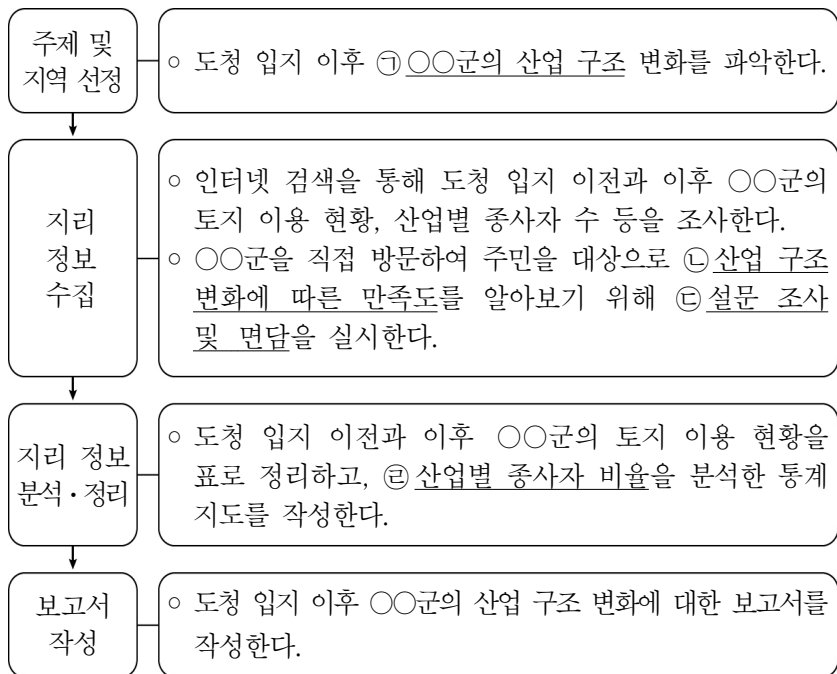 주제 및
지역 선정
○ 도청 입지 이후 ㉠○○군의 산업 구조 변화를 파악한다.
지리
정보
수집
○ 인터넷 검색을 통해 도청 입지 이전과 이후 ○○군의
토지 이용 현황, 산업별 종사자 수 등을 조사한다.
○ ○○군을 직접 방문하여 주민을 대상으로 ㉡산업 구조
변화에 따른 만족도를 알아보기 위해 ㉢설문 조사
및 면담을 실시한다.
지리 정보
분석·정리
○ 도청 입지 이전과 이후 ○○군의 토지 이용 현황을
표로 정리하고, ㉣산업별 종사자 비율을 분석한 통계
지도를 작성한다.
보고서
작성
○ 도청 입지 이후 ○○군의 산업 구조 변화에 대한 보고서를
작성한다.